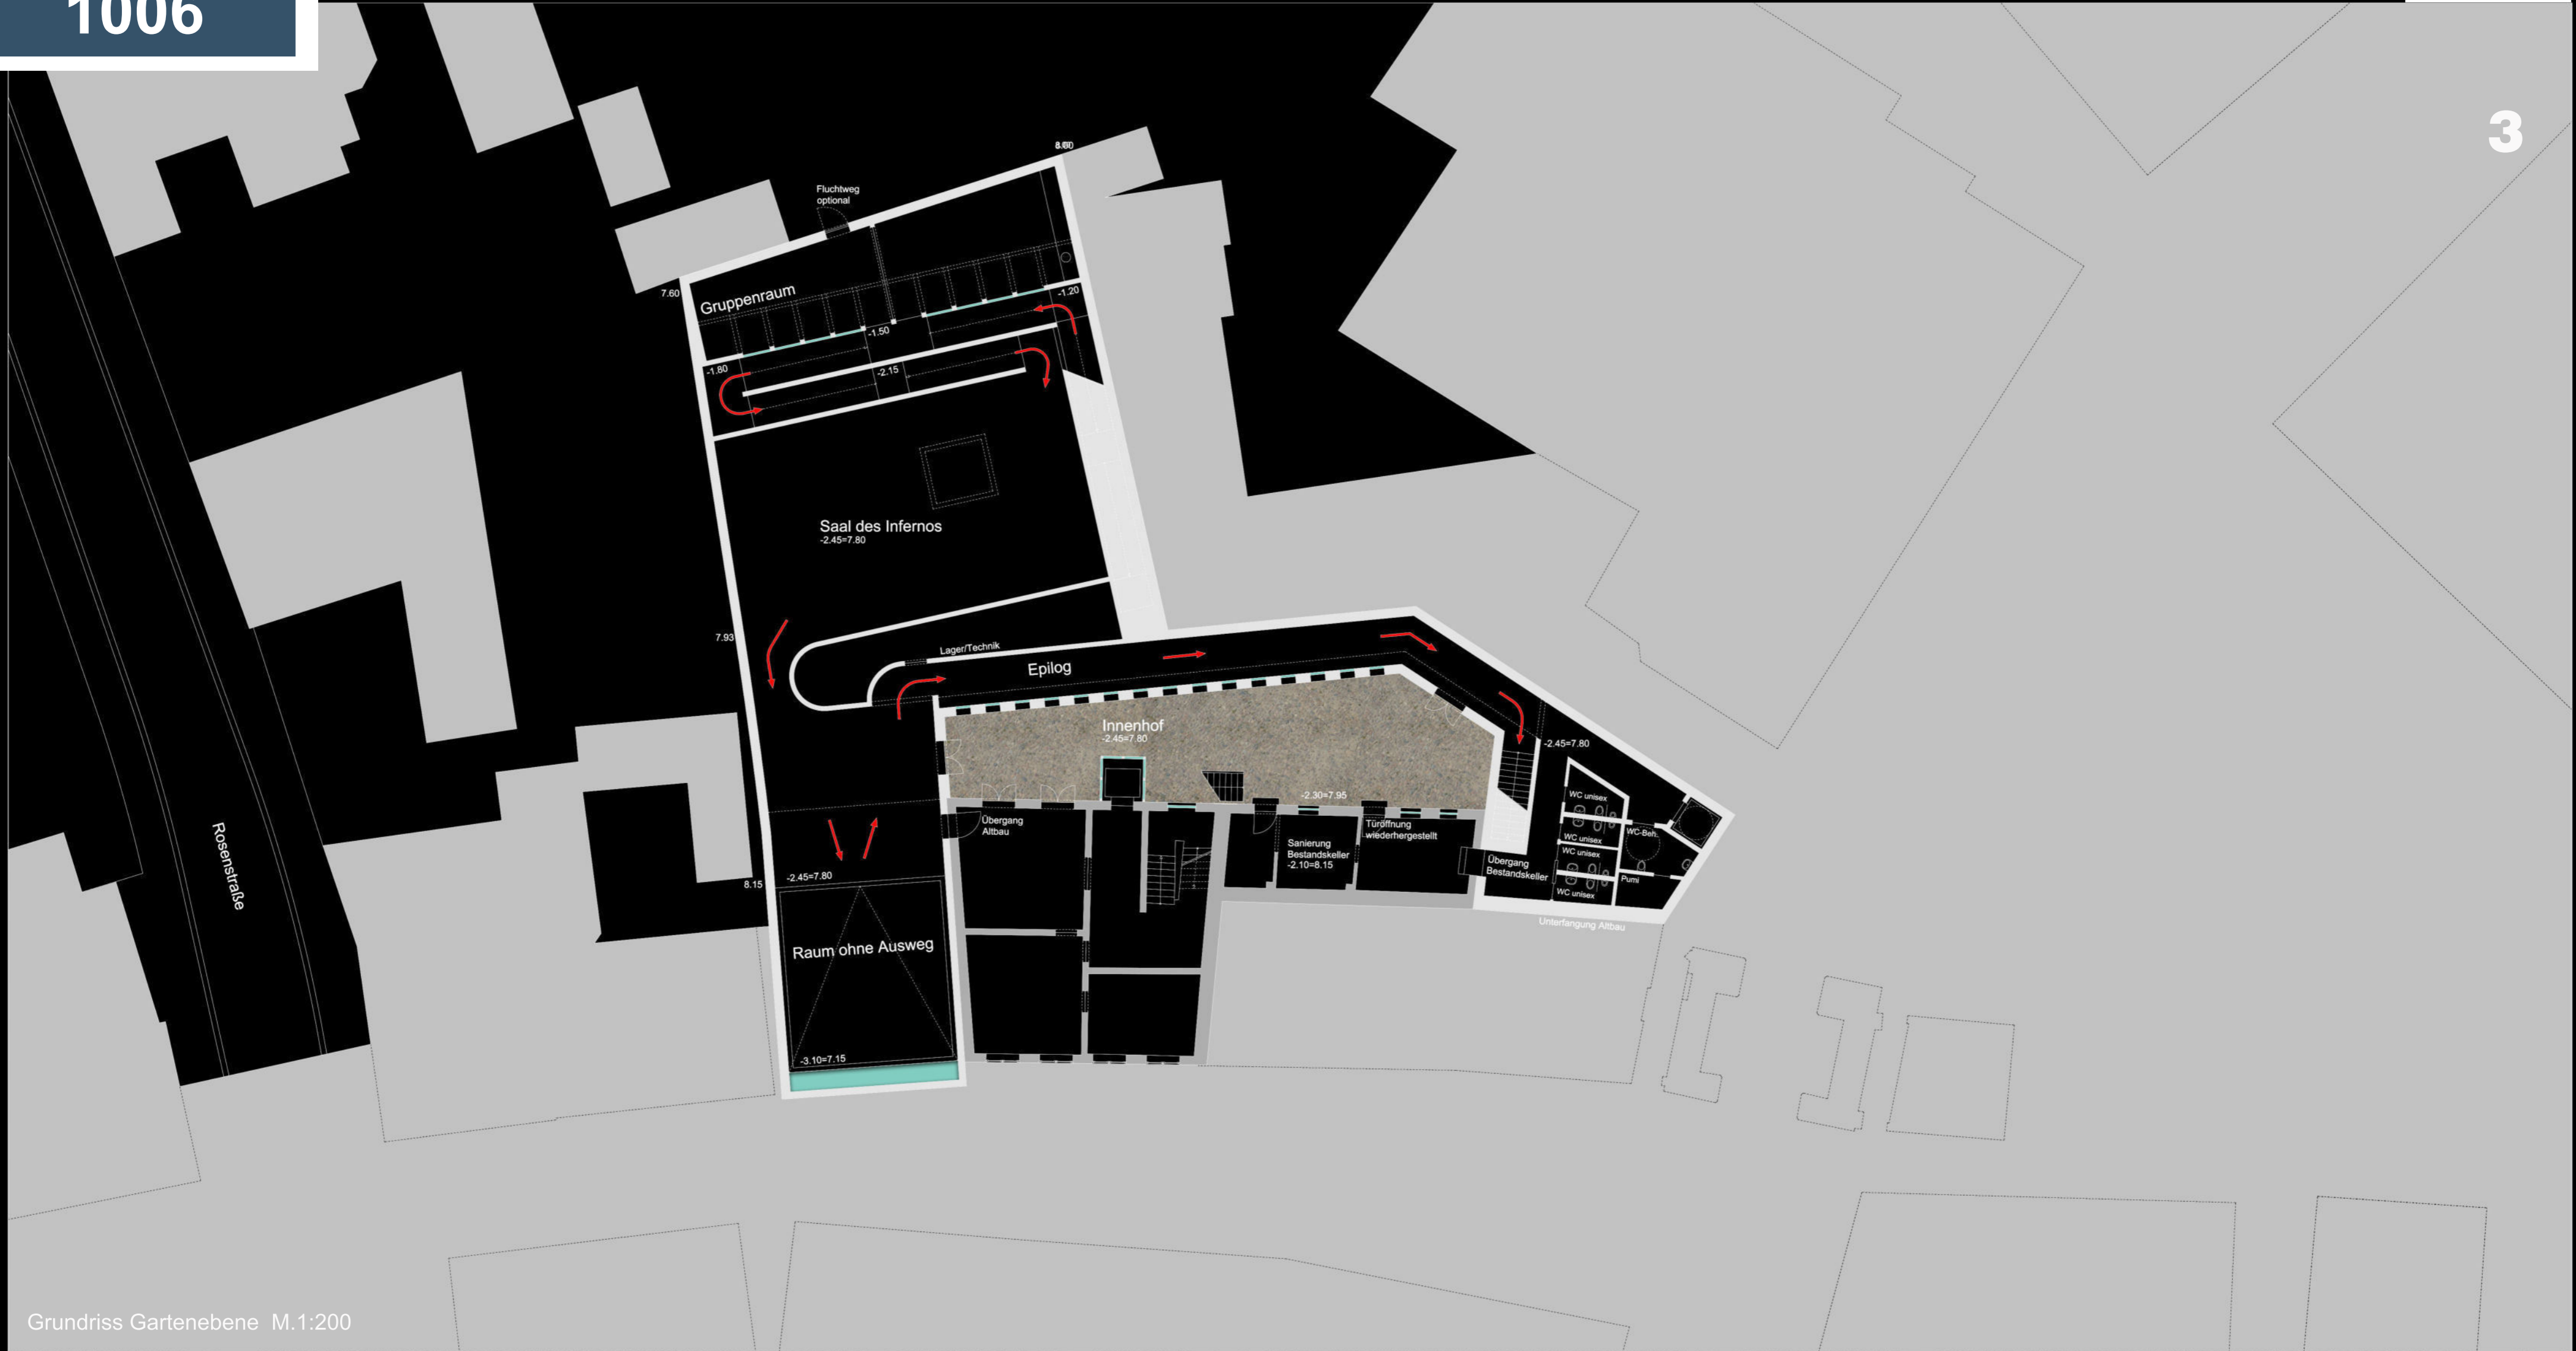 1006
3
8.00
Fluchtweg
optional
7.60
Gruppenraum
-1.20
-1.50
-1.80
-2.15
Saal des Infernos
-2.45=7.80
7.93
Lager/Technik
Epilog
Innenhof
-2.45=7.80
-2.45=7.80
-2.30=7.95
WC unisex
WC unisex
WC unisex
WC unisex
WC-Beh.
Pumi
Übergang
Altbau
Sanierung
Bestandskeller
-2.10=8.15
Türöffnung
wiederhergestellt
Übergang
Bestandskeller
Unterfangung Altbau
Rosenstraße
8.15
-2.45=7.80
Raum ohne Ausweg
-3.10=7.15
Grundriss Gartenebene M.1:200